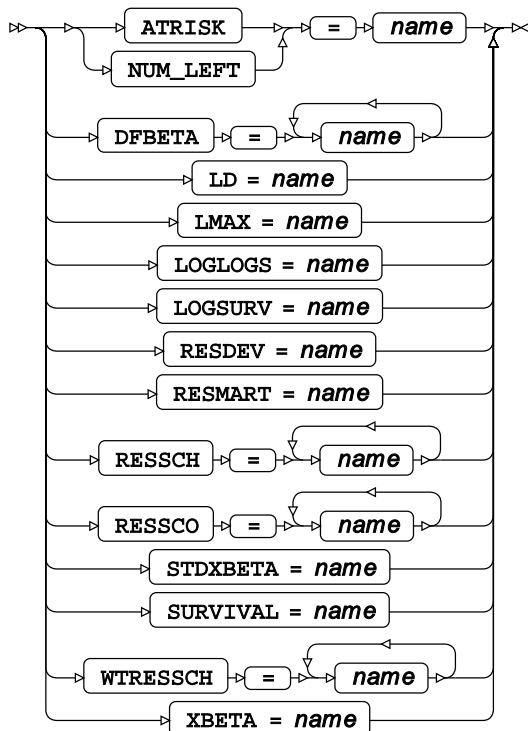 ATRISK = name
NUM_LEFT
DFBETA = name
LD = name
LMAX = name
LOGLOGS = name
LOGSURV = name
RESDEV = name
RESMART = name
RESSCH = name
RESSCO = name
STDXBETA = name
SURVIVAL = name
WTRESSCH = name
XBETA = name